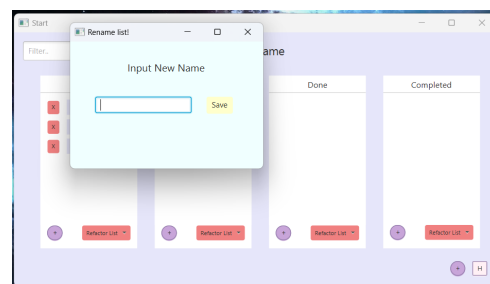 Start
Rename list!
Filter..
ame
Input New Name
Save
Done
Completed
X
X
X
+
Refactor List
+
Refactor List
+
Refactor List
+
Refactor List
+
H